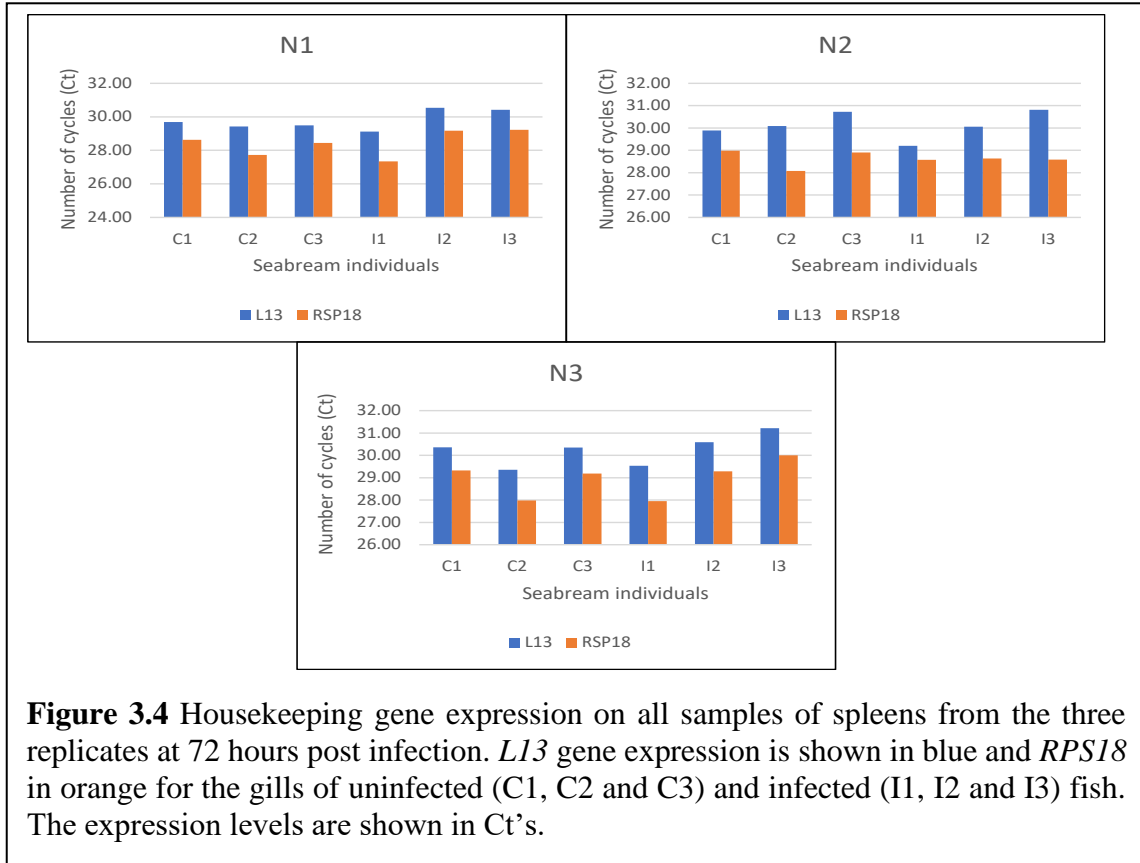 N1
Number of cycles (Ct)
32.00
30.00
28.00
26.00
24.00
C1 C2 C3 I1 I2 I3
Seabream individuals
L13 RSP18
N2
Number of cycles (Ct)
32.00
31.00
30.00
29.00
28.00
27.00
26.00
C1 C2 C3 I1 I2 I3
Seabream individuals
L13 RSP18
N3
Number of cycles (Ct)
32.00
31.00
30.00
29.00
28.00
27.00
26.00
C1 C2 C3 I1 I2 I3
Seabream individuals
L13 RSP18
Figure 3.4 Housekeeping gene expression on all samples of spleens from the three
replicates at 72 hours post infection. L13 gene expression is shown in blue and RPS18
in orange for the gills of uninfected (C1, C2 and C3) and infected (I1, I2 and I3) fish.
The expression levels are shown in Ct's.